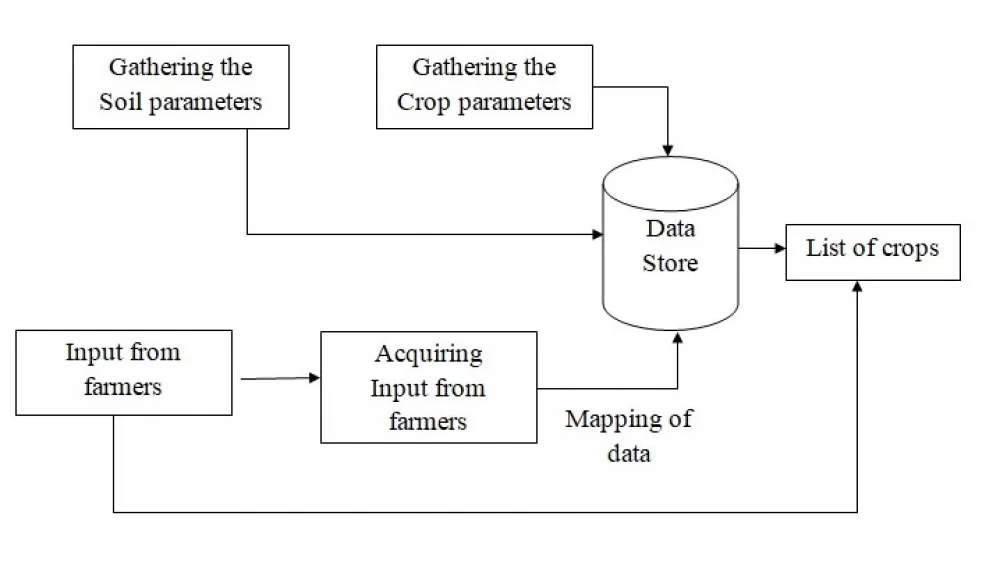 Gathering the
Soil parameters
Gathering the
Crop parameters
Data
Store
List of crops
Input from
farmers
Acquiring
Input from
farmers
Mapping of
data